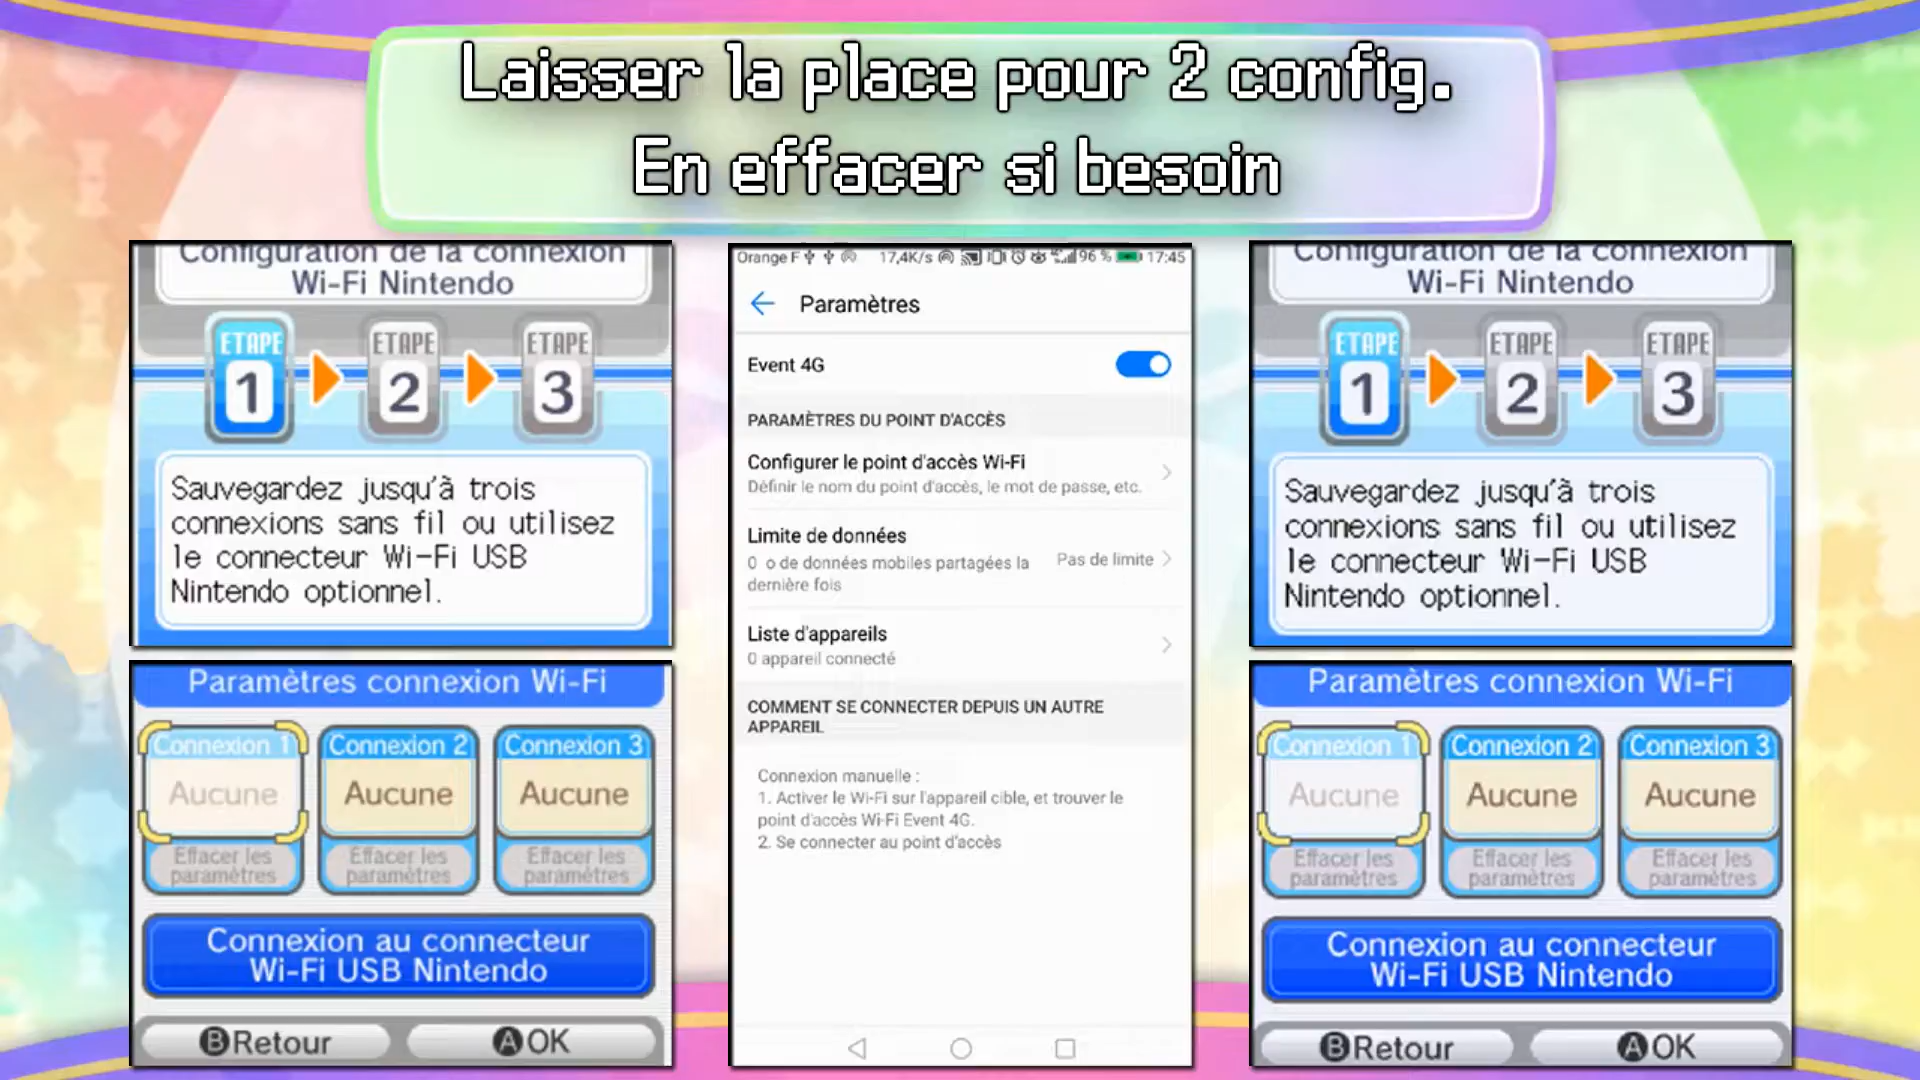 Laisser la place pour 2 config.
En effacer si besoin
Configuration de la connexion
Wi-Fi Nintendo
ETAPE
1
ETAPE
2
ETAPE
3
Sauvegardez jusqu'à trois
connexions sans fil ou utilisez
le connecteur Wi-Fi USB
Nintendo optionnel.
Paramètres connexion Wi-Fi
Connexion 1
Connexion 2
Connexion 3
Aucune
Aucune
Aucune
Effacer les
paramètres
Effacer les
paramètres
Effacer les
paramètres
Connexion au connecteur
Wi-Fi USB Nintendo
B Retour
A OK
Orange F 17,4K/s 96 % 17:45
Paramètres
Event 4G
PARAMÈTRES DU POINT D'ACCÈS
Configurer le point d'accès Wi-Fi
Définir le nom du point d'accès, le mot de passe, etc.
Limite de données
0 o de données mobiles partagées la
dernière fois
Pas de limite
Liste d'appareils
0 appareil connecté
COMMENT SE CONNECTER DEPUIS UN AUTRE
APPAREIL
Connexion manuelle :
1. Activer le Wi-Fi sur l'appareil cible, et trouver le
point d'accès Wi-Fi Event 4G.
2. Se connecter au point d'accès
Configuration de la connexion
Wi-Fi Nintendo
ETAPE
1
ETAPE
2
ETAPE
3
Sauvegardez jusqu'à trois
connexions sans fil ou utilisez
le connecteur Wi-Fi USB
Nintendo optionnel.
Paramètres connexion Wi-Fi
Connexion 1
Connexion 2
Connexion 3
Aucune
Aucune
Aucune
Effacer les
paramètres
Effacer les
paramètres
Effacer les
paramètres
Connexion au connecteur
Wi-Fi USB Nintendo
B Retour
A OK